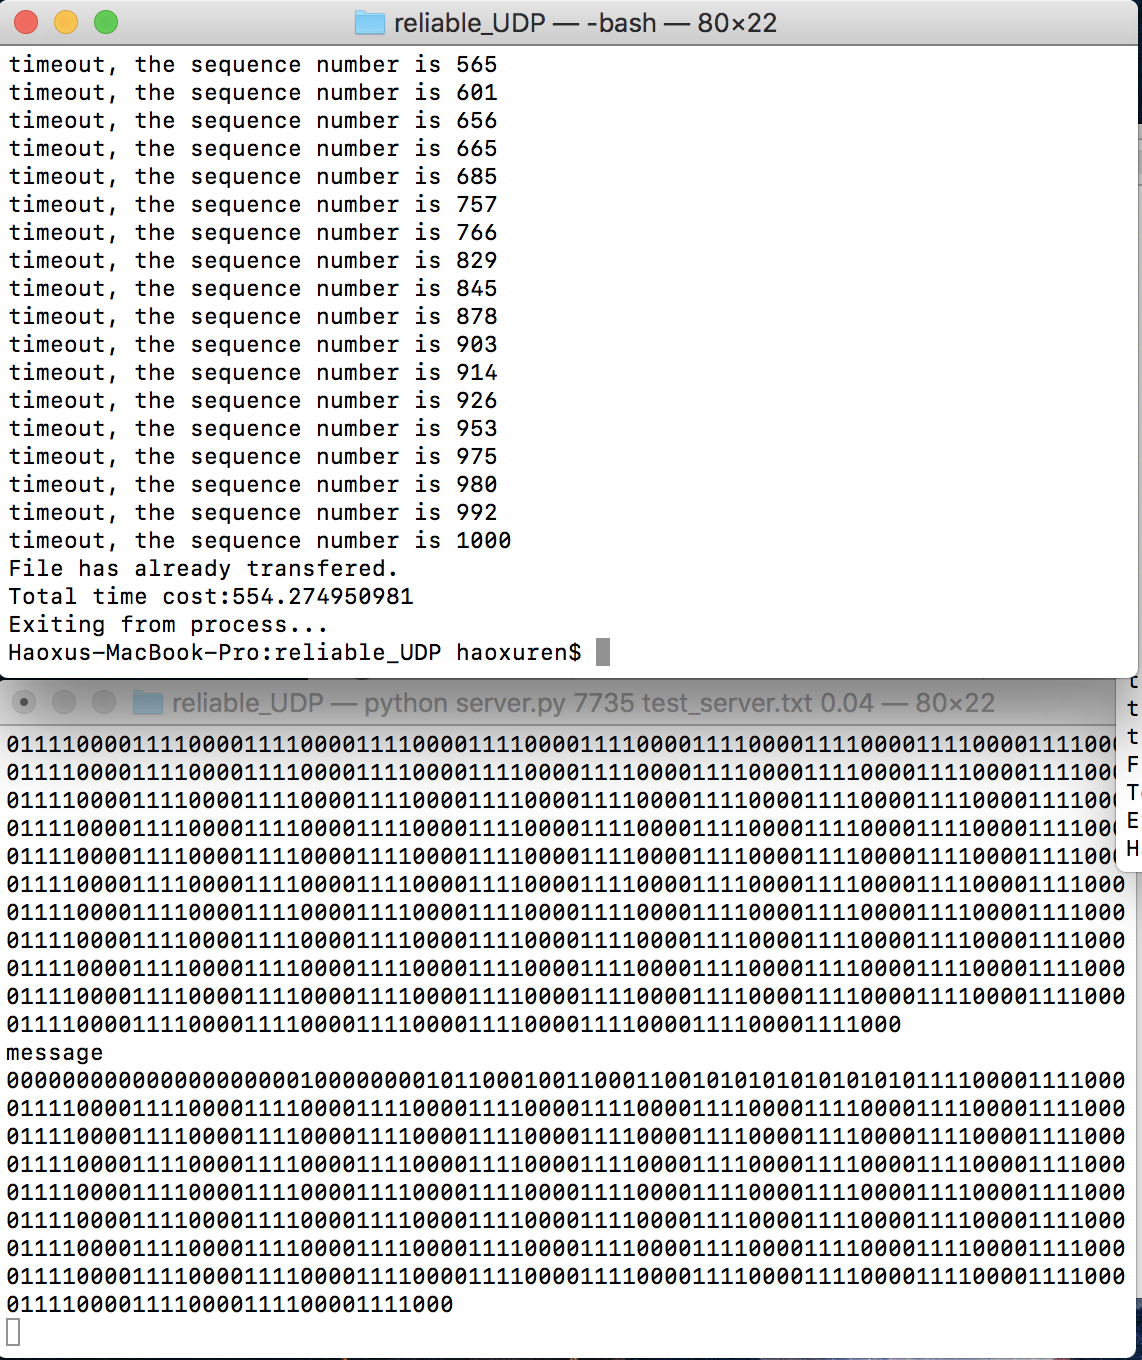 reliable_UDP — -bash — 80×22
timeout, the sequence number is 565
timeout, the sequence number is 601
timeout, the sequence number is 656
timeout, the sequence number is 665
timeout, the sequence number is 685
timeout, the sequence number is 757
timeout, the sequence number is 766
timeout, the sequence number is 829
timeout, the sequence number is 845
timeout, the sequence number is 878
timeout, the sequence number is 903
timeout, the sequence number is 914
timeout, the sequence number is 926
timeout, the sequence number is 953
timeout, the sequence number is 975
timeout, the sequence number is 980
timeout, the sequence number is 992
timeout, the sequence number is 1000
File has already transfered.
Total time cost:554.274950981
Exiting from process...
Haoxus-MacBook-Pro:reliable_UDP haoxuren$
reliable_UDP — python server.py 7735 test_server.txt 0.04 — 80×22
01111000011110000111100001111000011110000111100001111000011110000111100001111000
01111000011110000111100001111000011110000111100001111000011110000111100001111000
01111000011110000111100001111000011110000111100001111000011110000111100001111000
01111000011110000111100001111000011110000111100001111000011110000111100001111000
01111000011110000111100001111000011110000111100001111000011110000111100001111000
01111000011110000111100001111000011110000111100001111000011110000111100001111000
01111000011110000111100001111000011110000111100001111000011110000111100001111000
01111000011110000111100001111000011110000111100001111000011110000111100001111000
01111000011110000111100001111000011110000111100001111000011110000111100001111000
01111000011110000111100001111000011110000111100001111000011110000111100001111000
0111100001111000011110000111100001111000011110000111100001111000
message
00000000000000000000010000000010110001001100011001010101010101010111100001111000
01111000011110000111100001111000011110000111100001111000011110000111100001111000
01111000011110000111100001111000011110000111100001111000011110000111100001111000
01111000011110000111100001111000011110000111100001111000011110000111100001111000
01111000011110000111100001111000011110000111100001111000011110000111100001111000
01111000011110000111100001111000011110000111100001111000011110000111100001111000
01111000011110000111100001111000011110000111100001111000011110000111100001111000
01111000011110000111100001111000011110000111100001111000011110000111100001111000
01111000011110000111100001111000